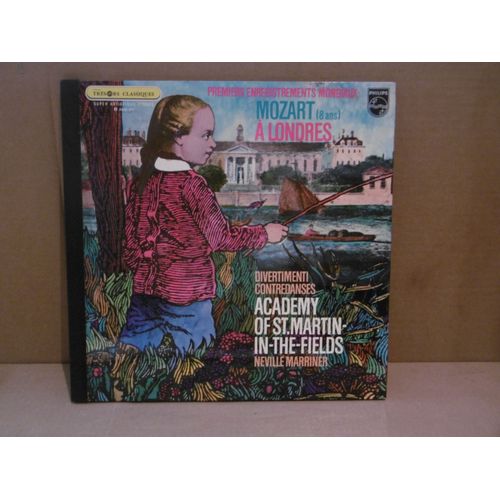 TRÉSORS CLASSIQUES
PREMIERS ENREGISTREMENTS MONDIAUX
MOZART (8 ans)
À LONDRES
PHILIPS
DIVERTIMENTI
CONTREDANSES
ACADEMY
OF ST. MARTIN-
IN-THE-FIELDS
NEVILLE MARRINER